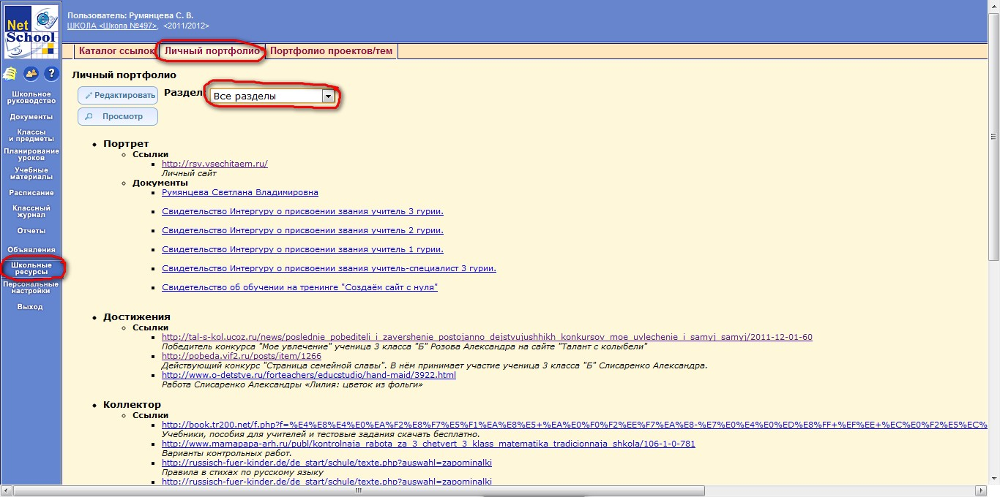 Net
School
Пользователь: Румянцева С. В.
ШКОЛА <Школа №497>, <2011/2012>
Каталог ссылок
Личный портфолио
Портфолио проектов/тем
?
Школьное
руководство
Документы
Классы
и предметы
Планирование
уроков
Учебные
материалы
Расписание
Классный
журнал
Отчеты
Объявления
Школьные
ресурсы
Персональные
настройки
Выход
Личный портфолио
Редактировать
Раздел
Все разделы
Просмотр
Портрет
Ссылки
http://rsv.vsechitaem.ru/
Личный сайт
Документы
Румянцева Светлана Владимировна
Свидетельство Интергуру о присвоении звания учитель 3 гурии.
Свидетельство Интергуру о присвоении звания учитель 2 гурии.
Свидетельство Интергуру о присвоении звания учитель 1 гурии.
Свидетельство Интергуру о присвоении звания учитель-специалист 3 гурии.
Свидетельство об обучении на тренинге "Создаём сайт с нуля"
Достижения
Ссылки
http://tal-s-kol.ucoz.ru/news/poslednie_pobediteli_i_zavershenie_postojanno_dejstvujushhikh_konkursov_moe_uvlechenie_i_samyj_samyj/2011-12-01-60
Победитель конкурса "Мое увлечение" ученица 3 класса "Б" Розова Александра на сайте "Талант с колыбели"
http://pobeda.vif2.ru/posts/item/1266
Действующий конкурс "Страница семейной славы". В нём принимает участие ученица 3 класса "Б" Слисаренко Александра.
http://www.o-detstve.ru/forteachers/educstudio/hand-maid/3922.html
Работа Слисаренко Александры «Лилия: цветок из фольги»
Коллектор
Ссылки
http://book.tr200.net/f.php?f=%E4%E8%E4%E0%EA%F2%E8%F7%E5%F1%EA%E8%E5+%EA%E0%F0%F2%EE%F7%EA%E8-%E7%E0%E4%E0%ED%E8%FF+%EF%EE+%EC%E0%F2%E5%EC%
Учебники, пособия для учителей и тестовые задания скачать бесплатно.
http://www.mamapapa-arh.ru/publ/kontrolnaja_rabota_za_3_chetvert_3_klass_matematika_tradicionnaja_shkola/106-1-0-781
Варианты контрольных работ.
http://russisch-fuer-kinder.de/de_start/schule/texte.php?auswahl=zapominalki
Правила в стихах по русскому языку
http://russisch-fuer-kinder.de/de_start/schule/texte.php?auswahl=zapominalki